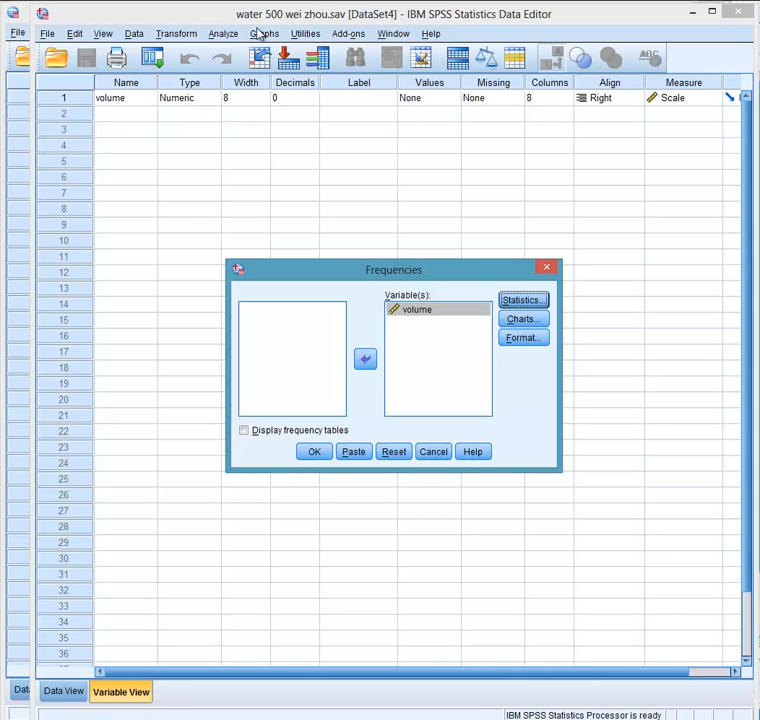 water 500 wei zhou.sav [DataSet4] - IBM SPSS Statistics Data Editor
File
File Edit View Data Transform Analyze Graphs Utilities Add-ons Window Help
Name Type Width Decimals Label Values Missing Columns Align Measure
1 volume Numeric 8 0 None None 8 Right Scale
2
3
4
5
6
7
8
9
10
11
12
13
14
15
16
17
18
19
20
21
22
23
24
25
26
27
28
29
30
31
32
33
34
35
36
Frequencies
Variable(s):
volume
Statistics...
Charts...
Format...
Display frequency tables
OK Paste Reset Cancel Help
Data View Variable View
IBM SPSS Statistics Processor is ready